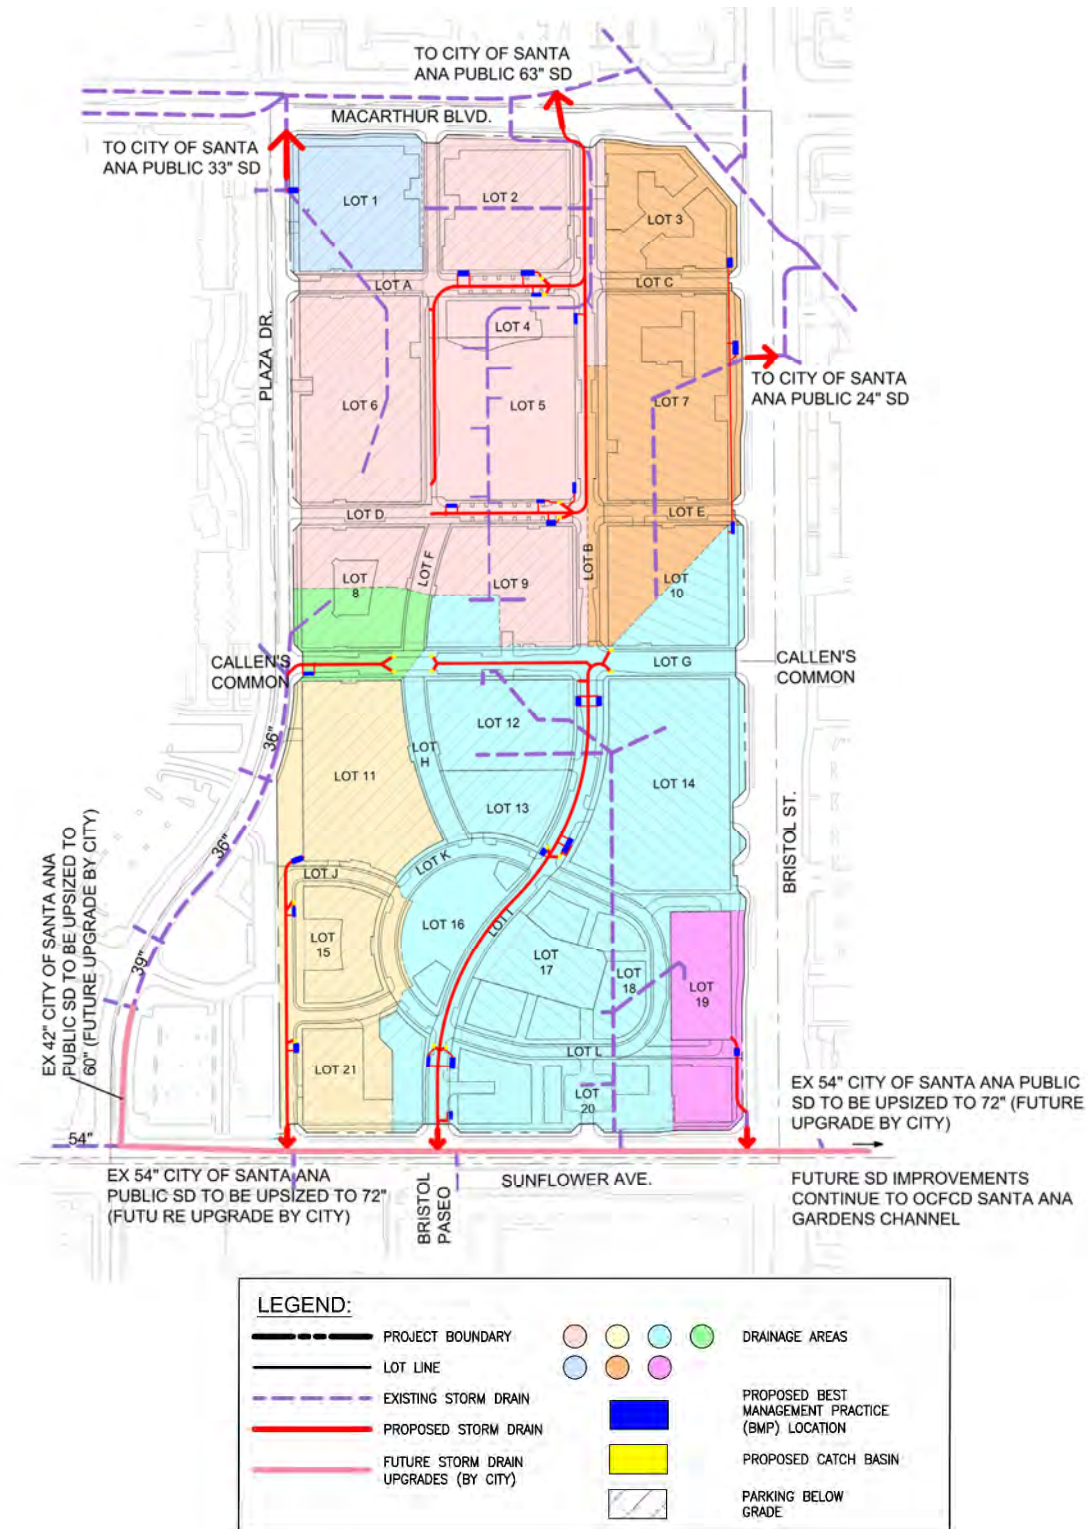 TO CITY OF SANTA
ANA PUBLIC 63" SD
MACARTHUR BLVD.
TO CITY OF SANTA
ANA PUBLIC 33" SD
LOT 1
LOT 2
LOT 3
LOT A
LOT C
PLAZA DR.
LOT 4
LOT 6
LOT 5
LOT 7
TO CITY OF SANTA
ANA PUBLIC 24" SD
LOT D
LOT E
LOT
8
LOT F
LOT 9
LOT B
LOT
10
CALLEN'S
COMMON
LOT G
CALLEN'S
COMMON
36"
LOT
H
LOT 12
LOT 11
LOT 14
LOT 13
BRISTOL ST.
36"
LOT J
LOT K
EX 42" CITY OF SANTA ANA
PUBLIC SD TO BE UPSIZED TO
60" (FUTURE UPGRADE BY CITY)
39"
LOT
15
LOT 16
LOT I
LOT
17
LOT
18
LOT
19
LOT L
LOT 21
LOT
20
54"
EX 54" CITY OF SANTA ANA PUBLIC
SD TO BE UPSIZED TO 72" (FUTURE
UPGRADE BY CITY)
EX 54" CITY OF SANTA ANA
PUBLIC SD TO BE UPSIZED TO 72"
(FUTU RE UPGRADE BY CITY)
BRISTOL
PASEO
SUNFLOWER AVE.
FUTURE SD IMPROVEMENTS
CONTINUE TO OCFCD SANTA ANA
GARDENS CHANNEL
LEGEND:
PROJECT BOUNDARY
LOT LINE
EXISTING STORM DRAIN
PROPOSED STORM DRAIN
FUTURE STORM DRAIN
UPGRADES (BY CITY)
DRAINAGE AREAS
PROPOSED BEST
MANAGEMENT PRACTICE
(BMP) LOCATION
PROPOSED CATCH BASIN
PARKING BELOW
GRADE